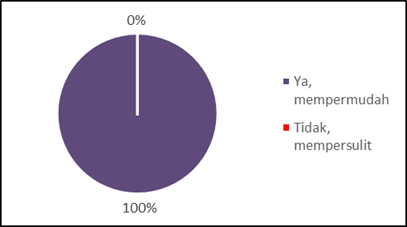 0%
Ya,
mempermudah
Tidak,
mempersulit
100%